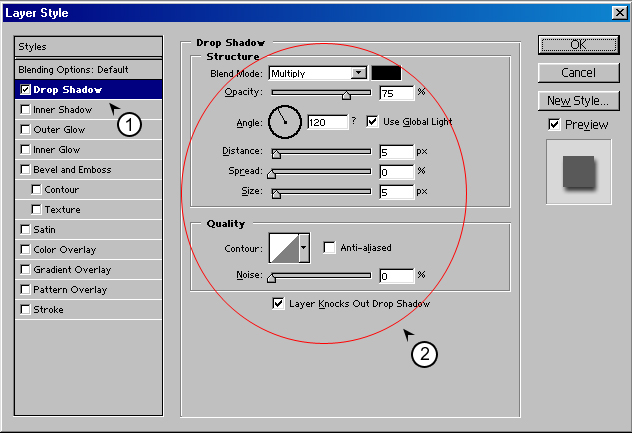 Layer Style
Styles
Blending Options: Default
Drop Shadow
Inner Shadow
Outer Glow
Inner Glow
Bevel and Emboss
Contour
Texture
Satin
Color Overlay
Gradient Overlay
Pattern Overlay
Stroke
1
Drop Shadow
Structure
Blend Mode: Multiply
Opacity: 75 %
Angle: 120 ? Use Global Light
Distance: 5 px
Spread: 0 %
Size: 5 px
Quality
Contour: Anti-aliased
Noise: 0 %
Layer Knocks Out Drop Shadow
2
OK
Cancel
New Style...
Preview